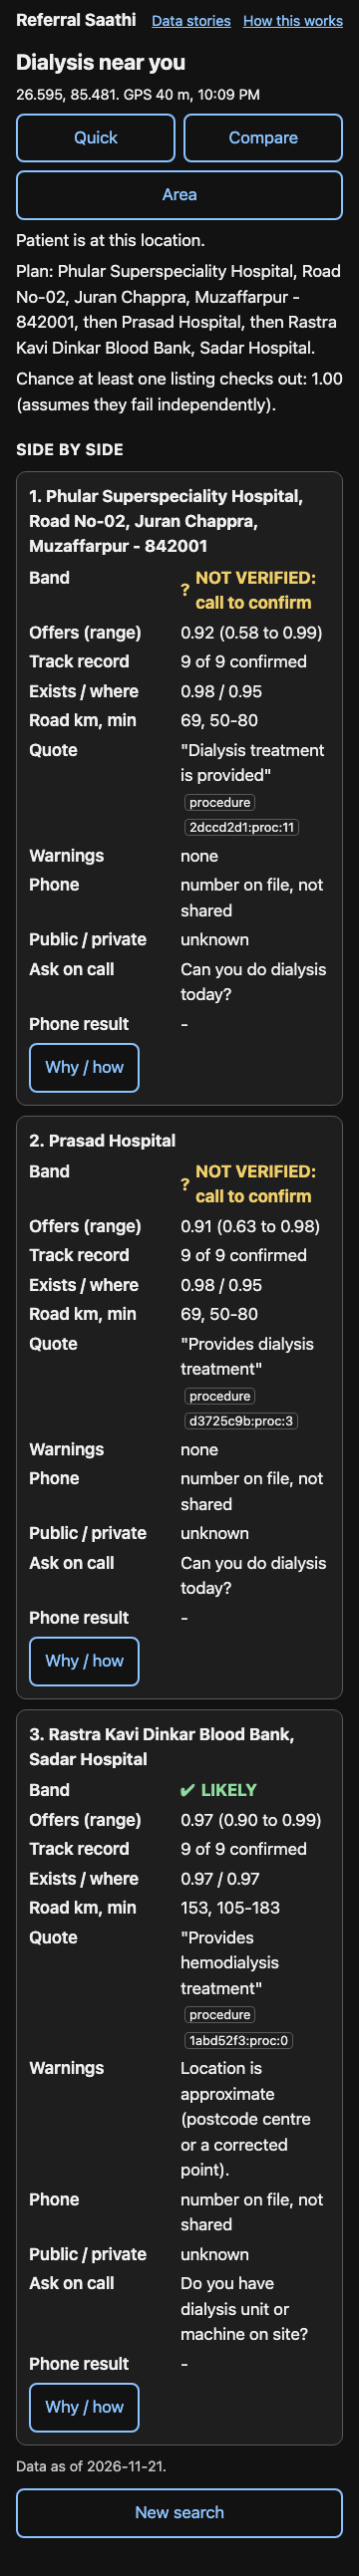 Referral Saathi Data stories How this works
Dialysis near you
26.595, 85.481. GPS 40 m, 10:09 PM
Quick Compare
Area
Patient is at this location.
Plan: Phular Superspeciality Hospital, Road
No-02, Juran Chappra, Muzaffarpur -
842001, then Prasad Hospital, then Rastra
Kavi Dinkar Blood Bank, Sadar Hospital.
Chance at least one listing checks out: 1.00
(assumes they fail independently).
SIDE BY SIDE
1. Phular Superspeciality Hospital,
Road No-02, Juran Chappra,
Muzaffarpur - 842001
Band ? NOT VERIFIED:
call to confirm
Offers (range) 0.92 (0.58 to 0.99)
Track record 9 of 9 confirmed
Exists / where 0.98 / 0.95
Road km, min 69, 50-80
Quote "Dialysis treatment
is provided"
procedure
2dccd2d1:proc:11
Warnings none
Phone number on file, not
shared
Public / private unknown
Ask on call Can you do dialysis
today?
Phone result -
Why / how
2. Prasad Hospital
Band ? NOT VERIFIED:
call to confirm
Offers (range) 0.91 (0.63 to 0.98)
Track record 9 of 9 confirmed
Exists / where 0.98 / 0.95
Road km, min 69, 50-80
Quote "Provides dialysis
treatment"
procedure
d3725c9b:proc:3
Warnings none
Phone number on file, not
shared
Public / private unknown
Ask on call Can you do dialysis
today?
Phone result -
Why / how
3. Rastra Kavi Dinkar Blood Bank,
Sadar Hospital
Band ✔ LIKELY
Offers (range) 0.97 (0.90 to 0.99)
Track record 9 of 9 confirmed
Exists / where 0.97 / 0.97
Road km, min 153, 105-183
Quote "Provides
hemodialysis
treatment"
procedure
1abd52f3:proc:0
Warnings Location is
approximate
(postcode centre
or a corrected
point).
Phone number on file, not
shared
Public / private unknown
Ask on call Do you have
dialysis unit or
machine on site?
Phone result -
Why / how
Data as of 2026-11-21.
New search